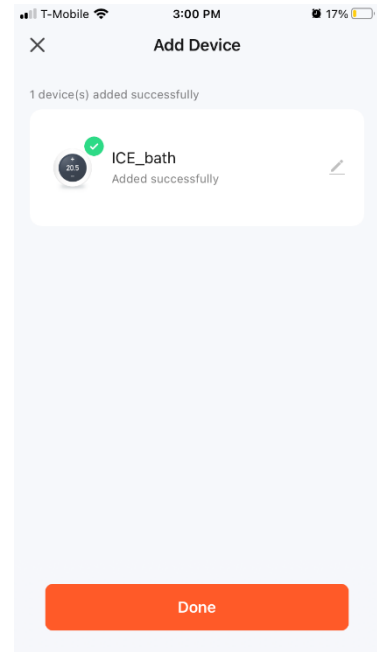 T-Mobile 3:00 PM 17%
Add Device
1 device(s) added successfully
20.5
ICE_bath
Added successfully
Done